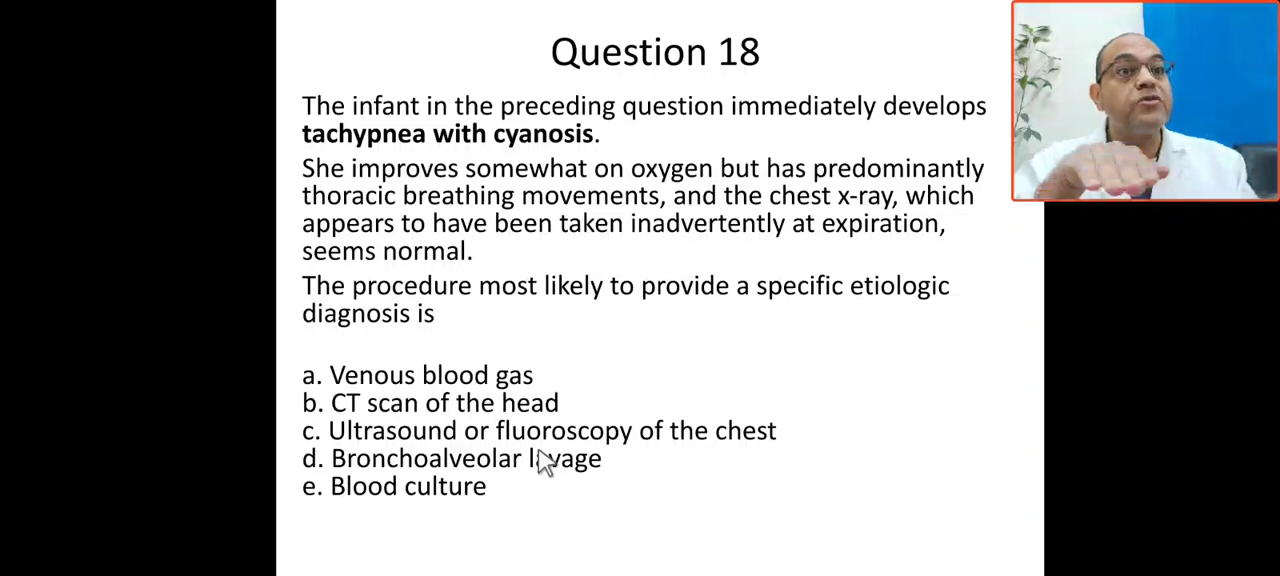 Question 18
The infant in the preceding question immediately develops
tachypnea with cyanosis.
She improves somewhat on oxygen but has predominantly
thoracic breathing movements, and the chest x-ray, which
appears to have been taken inadvertently at expiration,
seems normal.
The procedure most likely to provide a specific etiologic
diagnosis is
a. Venous blood gas
b. CT scan of the head
c. Ultrasound or fluoroscopy of the chest
d. Bronchoalveolar lavage
e. Blood culture